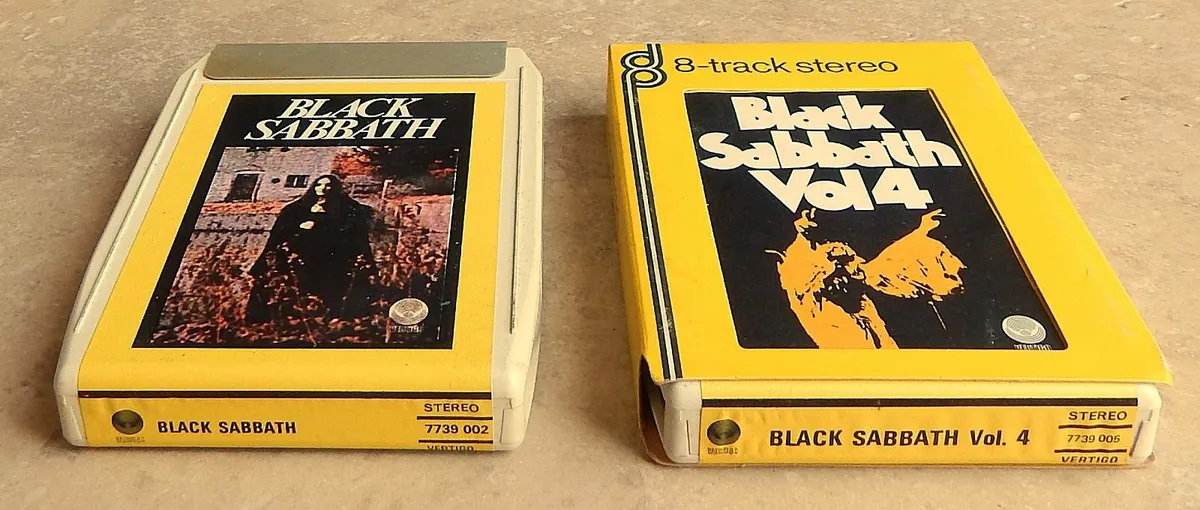 BLACK
SABBATH
BLACK SABBATH
STEREO
7739 002
VERTIGO
8-track stereo
Black
Sabbath
Vol 4
BLACK SABBATH Vol. 4
STEREO
7739 005
VERTIGO